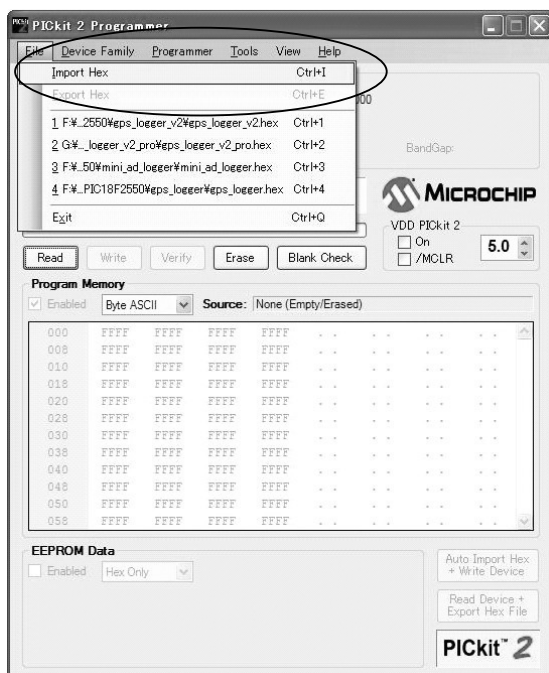 PICkit 2 Programmer
File Device Family Programmer Tools View Help
Import Hex Ctrl+I
Export Hex Ctrl+E
1 F:¥..2550¥gps_logger_v2¥gps_logger_v2.hex Ctrl+1
2 G:¥.._logger_v2_pro¥gps_logger_v2_pro.hex Ctrl+2
3 F:¥..50¥mini_ad_logger¥mini_ad_logger.hex Ctrl+3
4 F:¥..PIC18F2550¥gps_logger¥gps_logger.hex Ctrl+4
Exit Ctrl+Q
BandGap:
MICROCHIP
VDD PICkit 2
On
/MCLR
5.0
Read Write Verify Erase Blank Check
Program Memory
Enabled Byte ASCII Source: None (Empty/Erased)
000 FFFF FFFF FFFF FFFF . . . . . . . .
008 FFFF FFFF FFFF FFFF . . . . . . . .
010 FFFF FFFF FFFF FFFF . . . . . . . .
018 FFFF FFFF FFFF FFFF . . . . . . . .
020 FFFF FFFF FFFF FFFF . . . . . . . .
028 FFFF FFFF FFFF FFFF . . . . . . . .
030 FFFF FFFF FFFF FFFF . . . . . . . .
038 FFFF FFFF FFFF FFFF . . . . . . . .
040 FFFF FFFF FFFF FFFF . . . . . . . .
048 FFFF FFFF FFFF FFFF . . . . . . . .
050 FFFF FFFF FFFF FFFF . . . . . . . .
058 FFFF FFFF FFFF FFFF . . . . . . . .
EEPROM Data
Enabled Hex Only
Auto Import Hex
+ Write Device
Read Device +
Export Hex File
PICkit™ 2